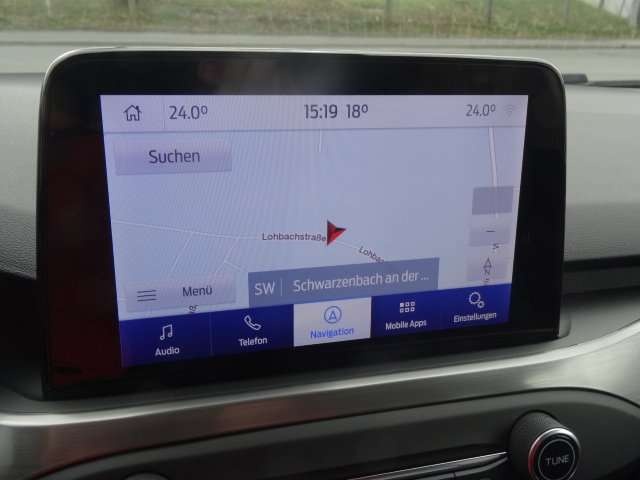 24.0° 15:19 18° 24.0°
Suchen
Lohbachstraße
Menü
SW Schwarzenbach an der ...
Audio Telefon Navigation Mobile Apps Einstellungen
TUNE